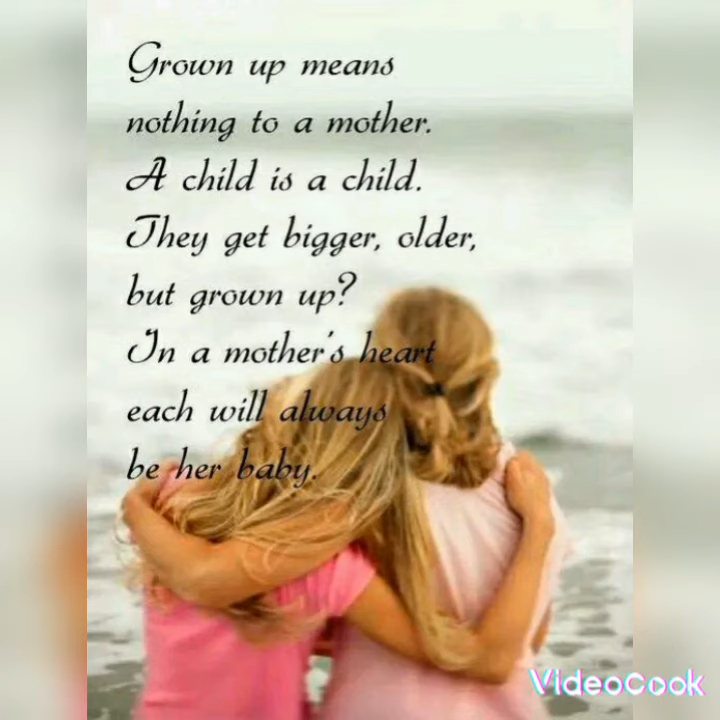 Grown up means
nothing to a mother.
A child is a child.
They get bigger, older,
but grown up?
In a mother's heart
each will always
be her baby.
VideoCook